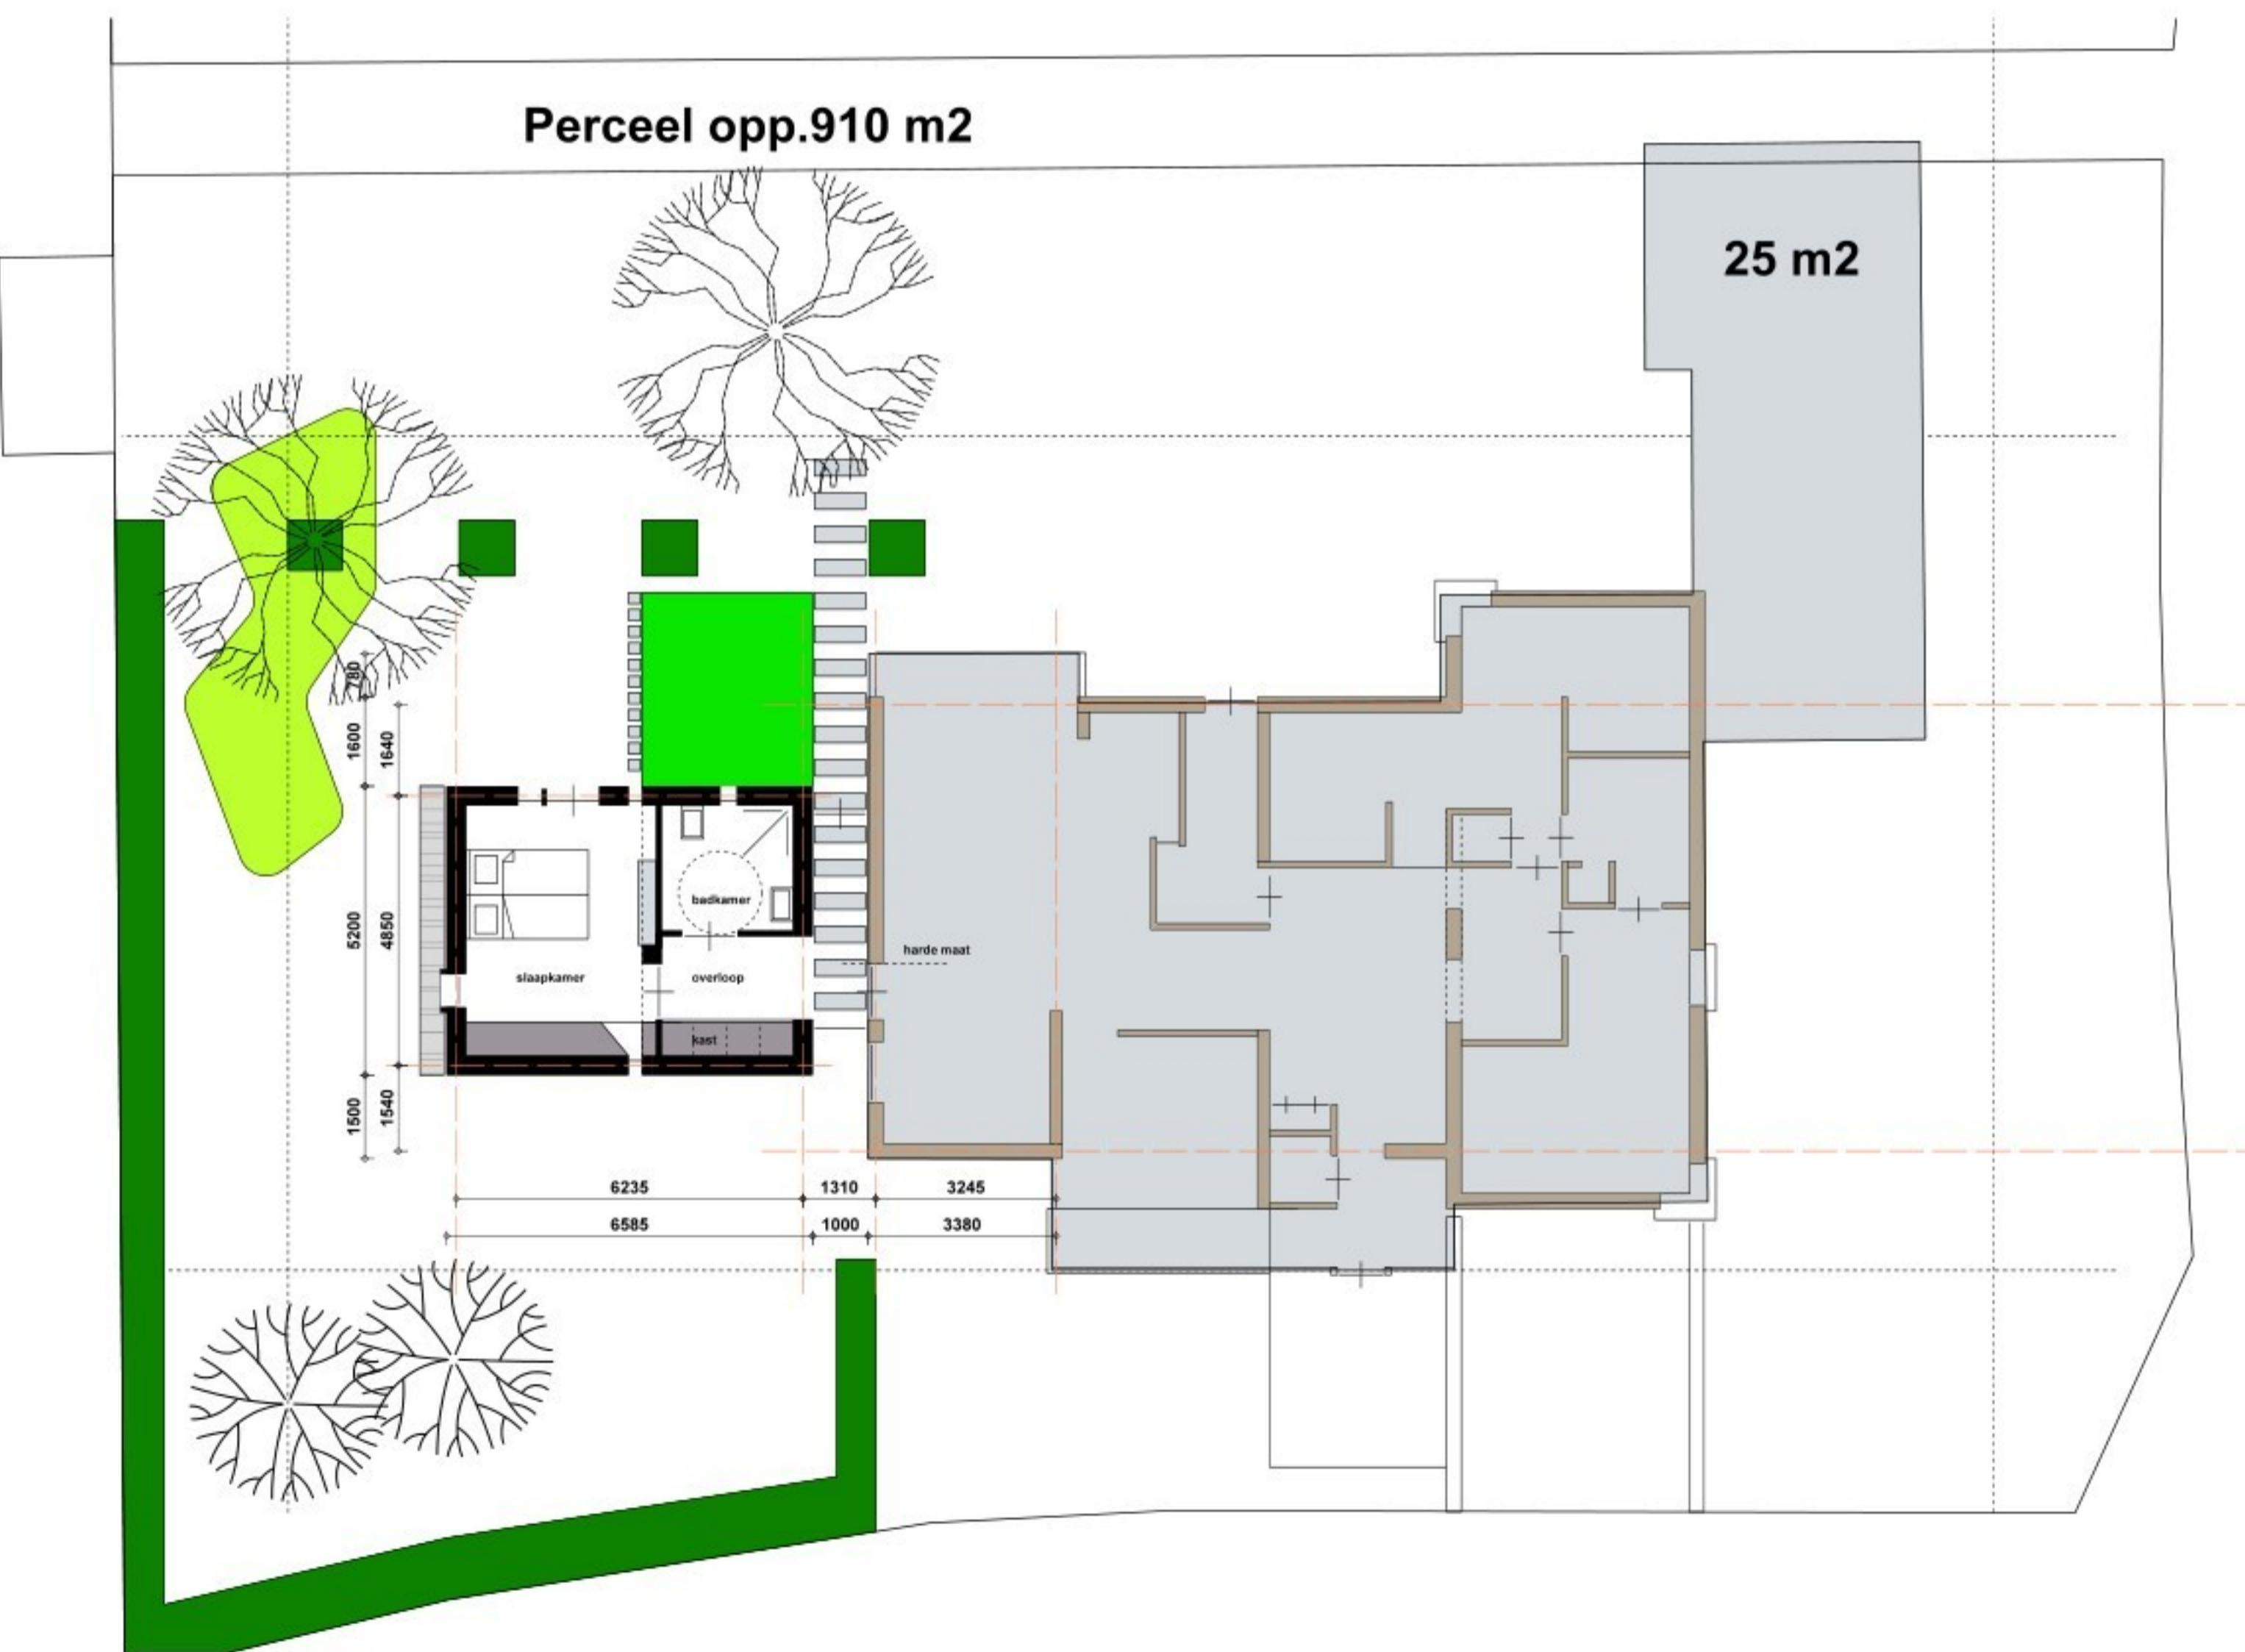 Perceel opp.910 m2
25 m2
780
1600
1640
5200
4850
badkamer
harde maat
slaapkamer
overloop
kast
1500
1540
6235
1310
3245
6585
1000
3380